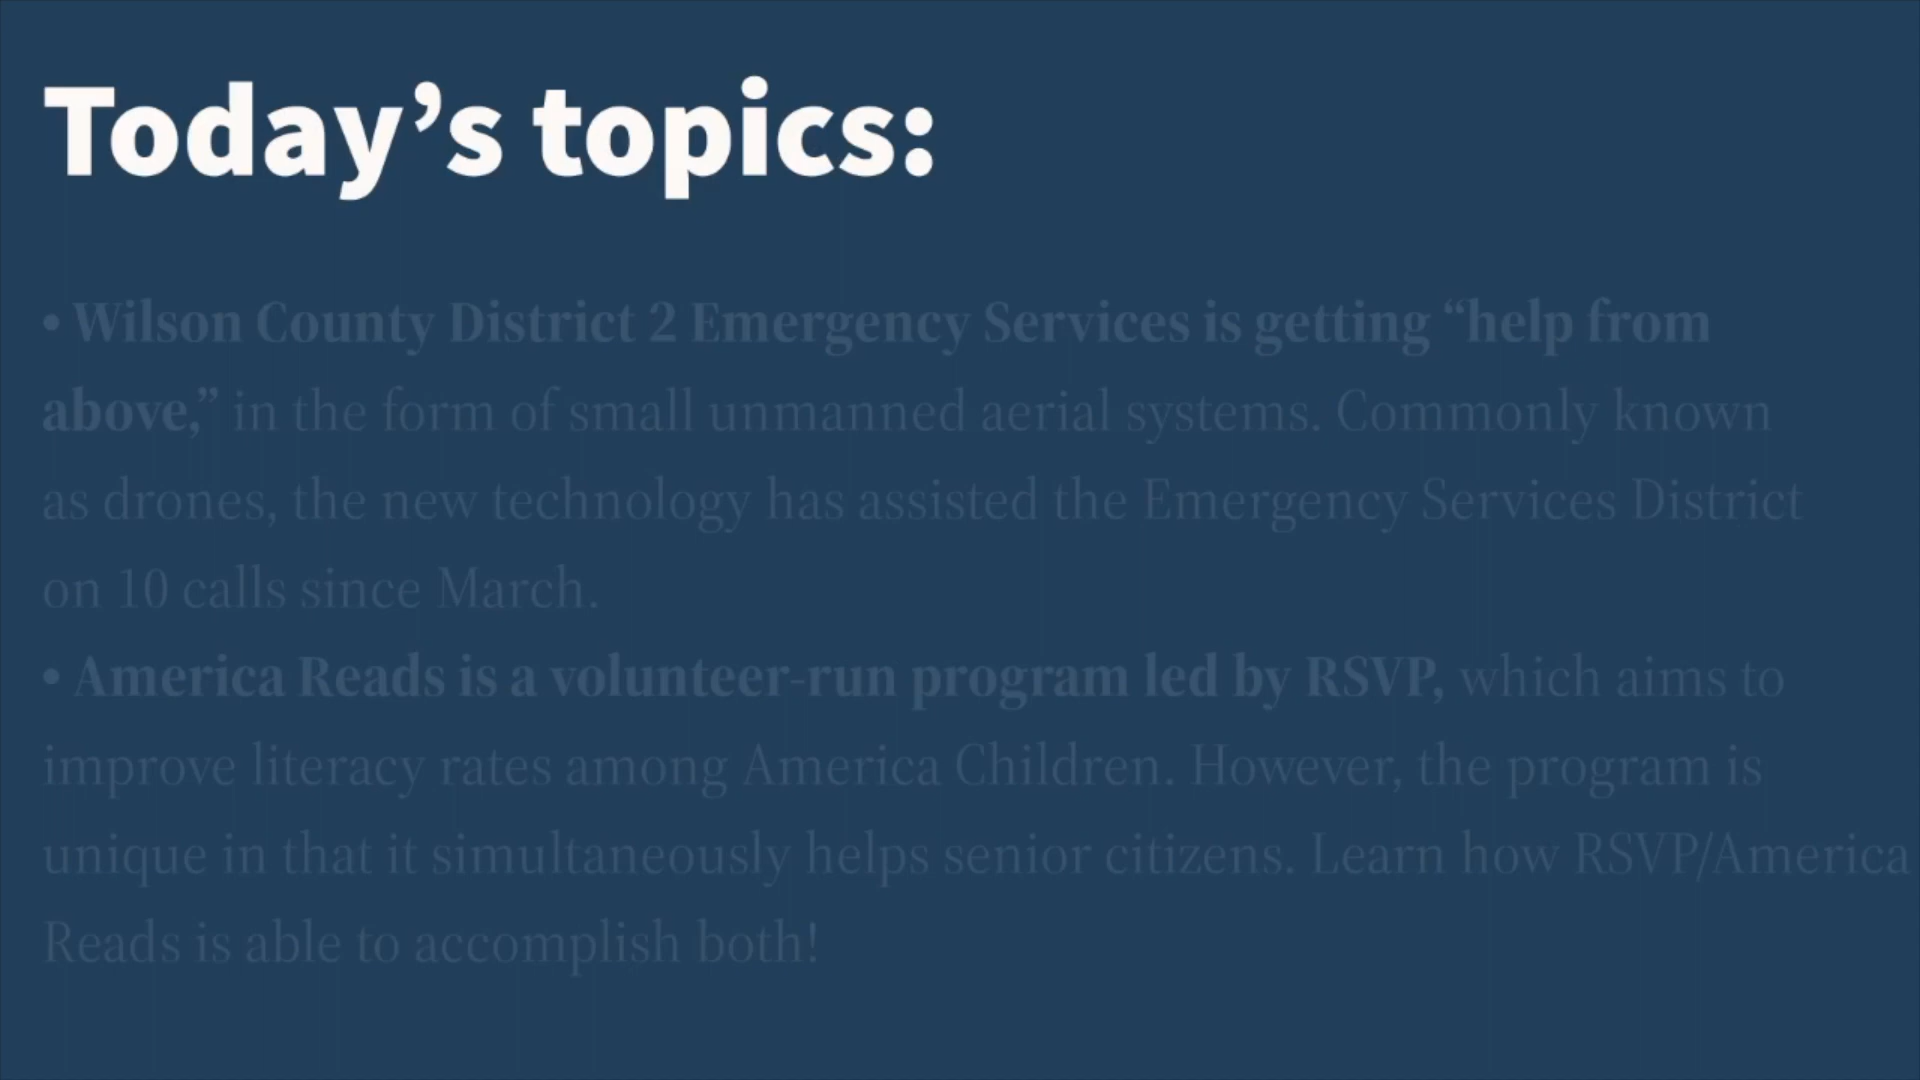 Today’s topics:
• Wilson County District 2 Emergency Services is getting “help from
above,” in the form of small unmanned aerial systems. Commonly known
as drones, the new technology has assisted the Emergency Services District
on 10 calls since March.
• America Reads is a volunteer-run program led by RSVP, which aims to
improve literacy rates among America Children. However, the program is
unique in that it simultaneously helps senior citizens. Learn how RSVP/America
Reads is able to accomplish both!